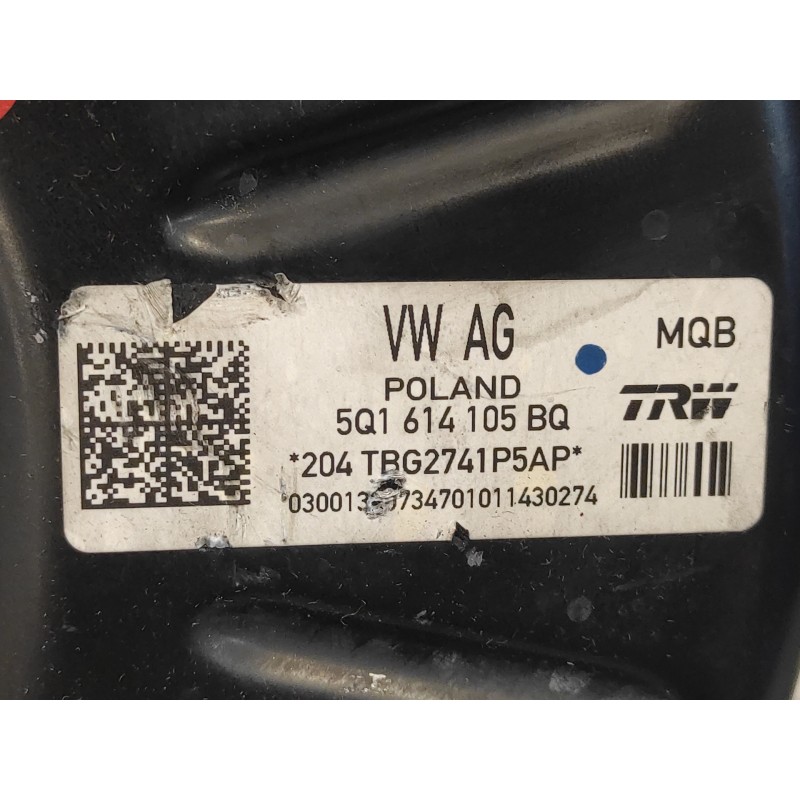 VW AG
MQB
POLAND
TRW
5Q1 614 105 BQ
*204 TBG2741P5AP*